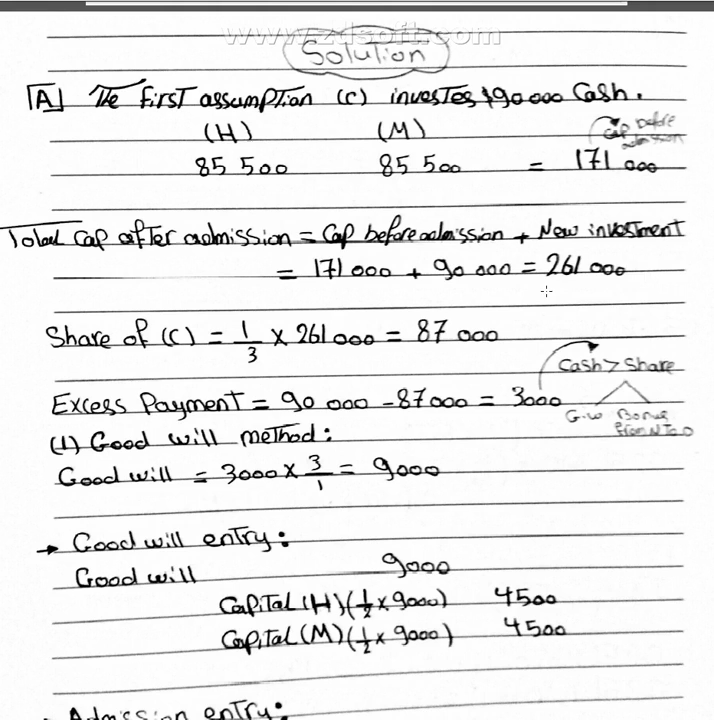 www.zdsoft.com
Solution
[A] The first assumption (C) investes $90 000 Cash.
(H) (M)
Cap before admission
85 500 85 500 = 171 000
Total Cap after admission = Cap before admission + New investment
= 171 000 + 90 000 = 261 000
Share of (C) = 1/3 × 261 000 = 87 000
Cash > Share
Excess Payment = 90 000 - 87 000 = 3000
G.W Bonus
from N To O
(1) Good will method:
Good will = 3000 × 3/1 = 9000
→ Good will entry:
Good will 9000
Capital (H) (1/2 × 9000) 4500
Capital (M) (1/2 × 9000) 4500
Admission entry: